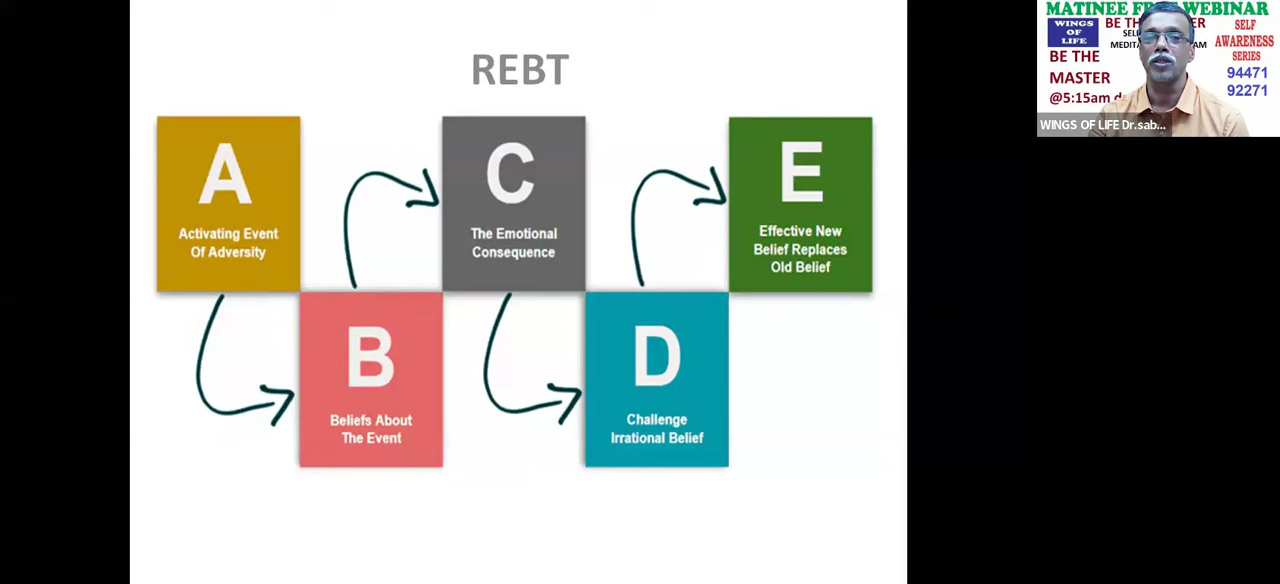 REBT
A
Activating Event
Of Adversity
B
Beliefs About
The Event
C
The Emotional
Consequence
D
Challenge
Irrational Belief
E
Effective New
Belief Replaces
Old Belief
MATINEE WEBINAR
WINGS
OF
LIFE
BE
SELF
AWARENESS
SERIES
BE THE
MASTER
@5:15am
94471
92271
WINGS OF LIFE Dr.sab...